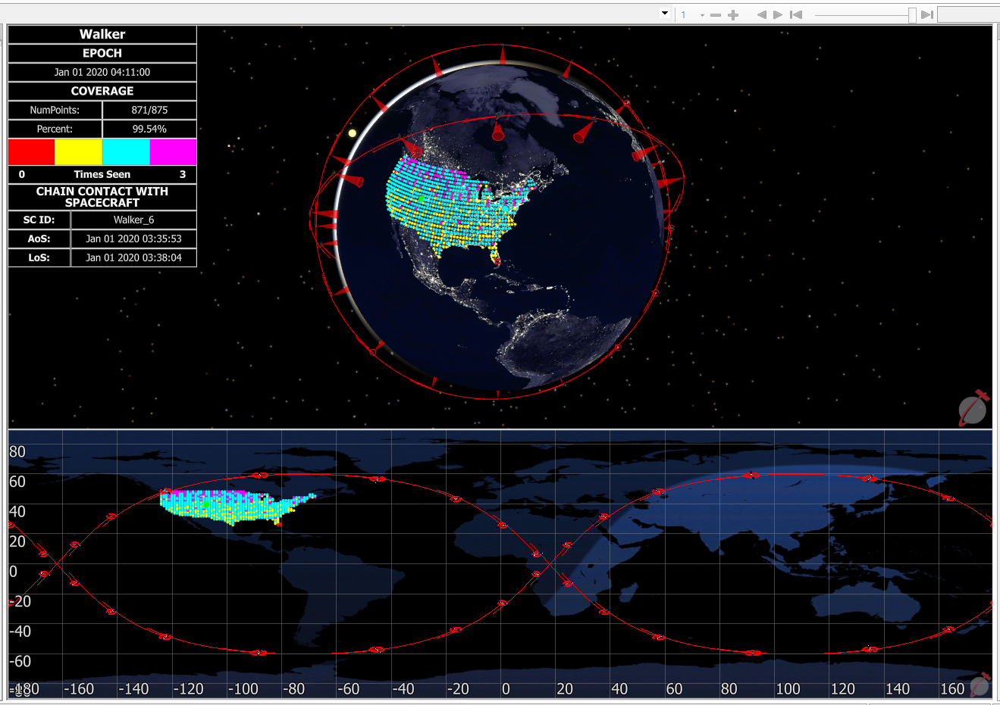 1
Walker
EPOCH
Jan 01 2020 04:11:00
COVERAGE
NumPoints: 871/875
Percent: 99.54%
0 Times Seen 3
CHAIN CONTACT WITH
SPACECRAFT
SC ID: Walker_6
AoS: Jan 01 2020 03:35:53
LoS: Jan 01 2020 03:38:04
80
60
40
20
0
-20
-40
-60
-180 -160 -140 -120 -100 -80 -60 -40 -20 0 20 40 60 80 100 120 140 160